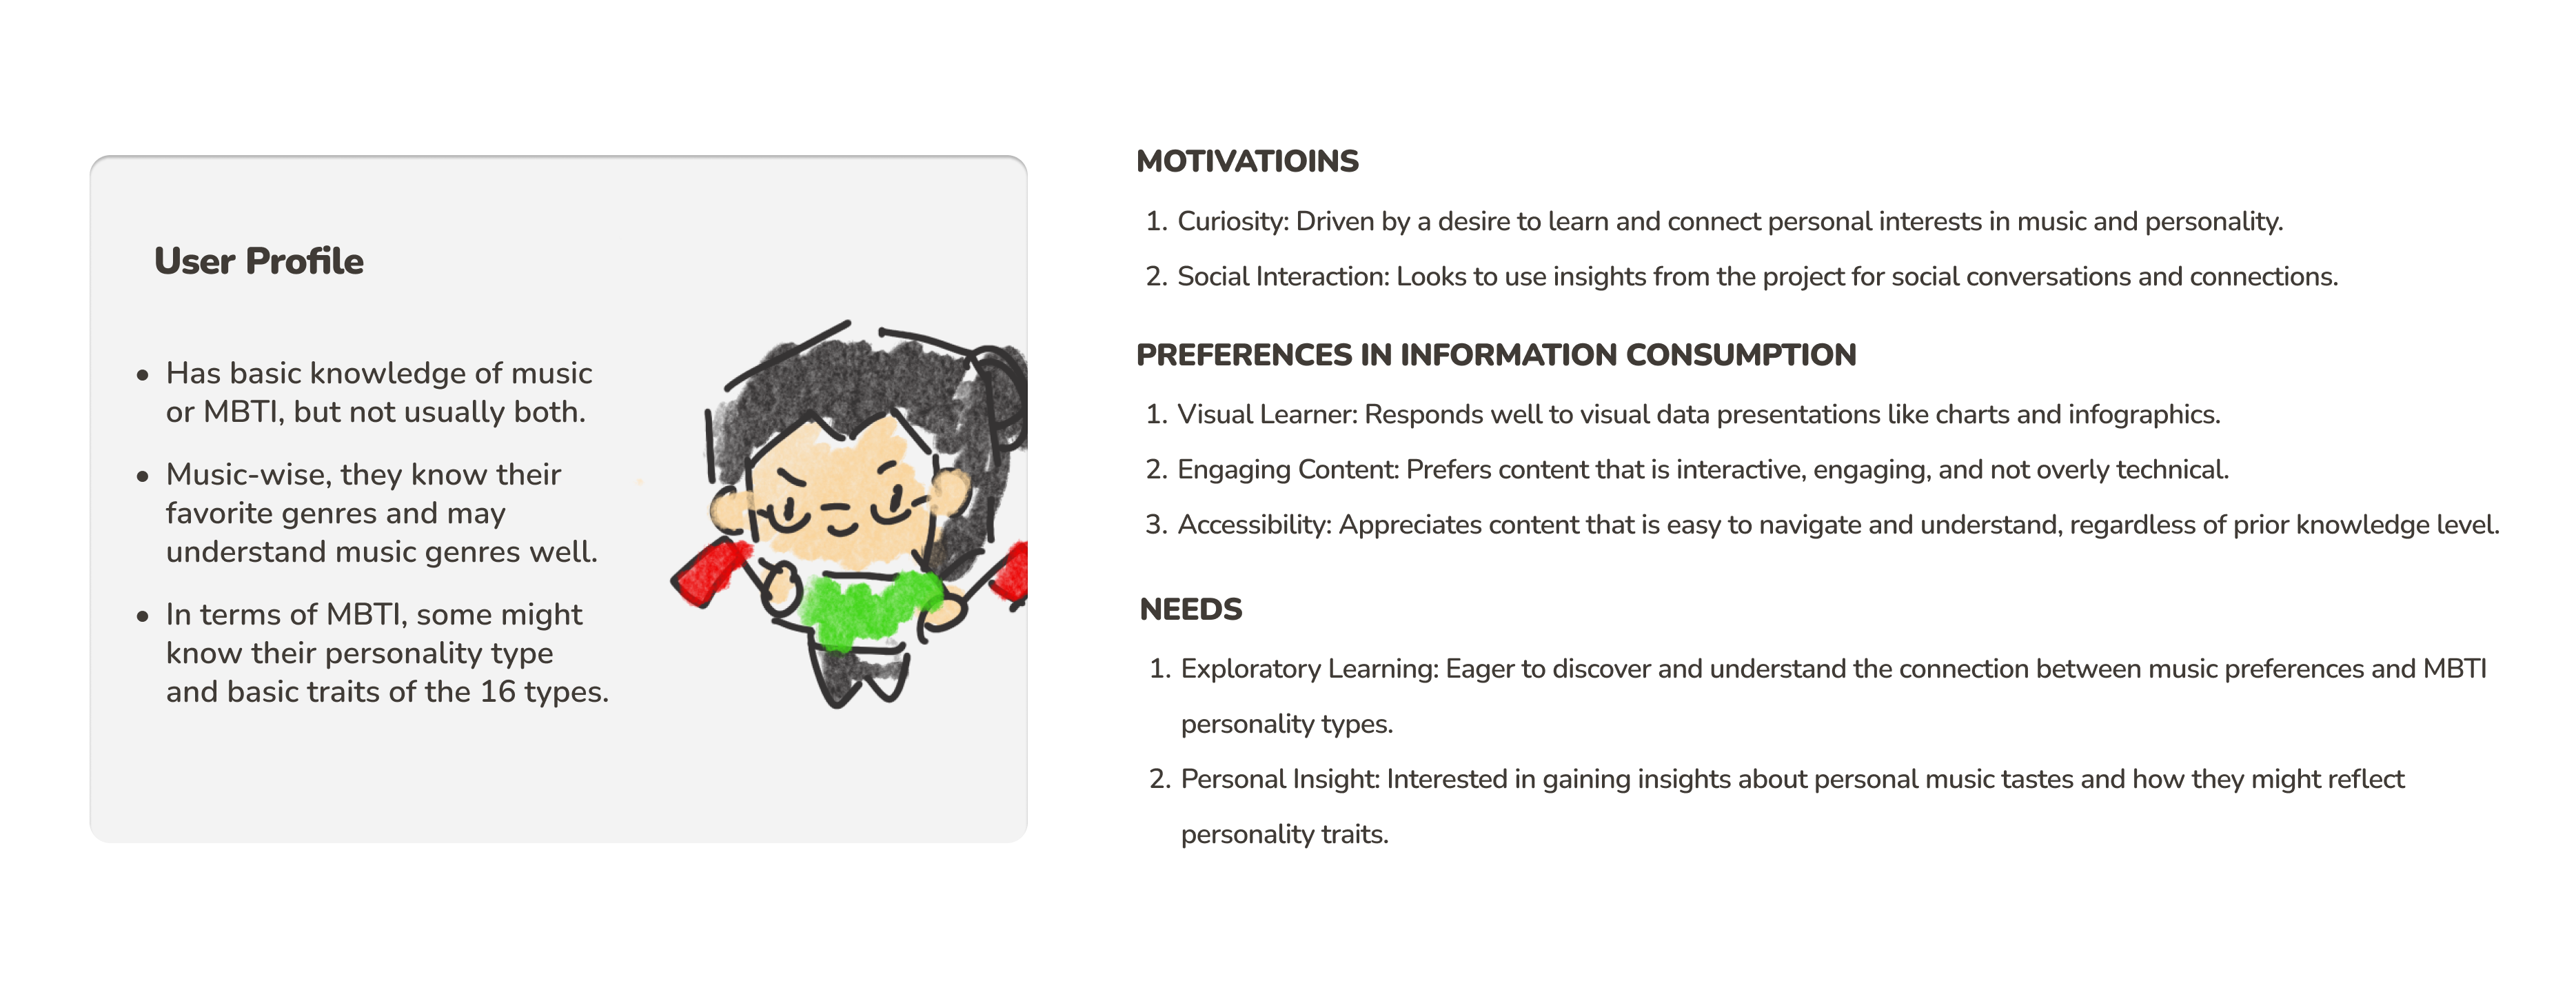 User Profile
• Has basic knowledge of music
or MBTI, but not usually both.
• Music-wise, they know their
favorite genres and may
understand music genres well.
• In terms of MBTI, some might
know their personality type
and basic traits of the 16 types.
MOTIVATIOINS
1. Curiosity: Driven by a desire to learn and connect personal interests in music and personality.
2. Social Interaction: Looks to use insights from the project for social conversations and connections.
PREFERENCES IN INFORMATION CONSUMPTION
1. Visual Learner: Responds well to visual data presentations like charts and infographics.
2. Engaging Content: Prefers content that is interactive, engaging, and not overly technical.
3. Accessibility: Appreciates content that is easy to navigate and understand, regardless of prior knowledge level.
NEEDS
1. Exploratory Learning: Eager to discover and understand the connection between music preferences and MBTI
personality types.
2. Personal Insight: Interested in gaining insights about personal music tastes and how they might reflect
personality traits.